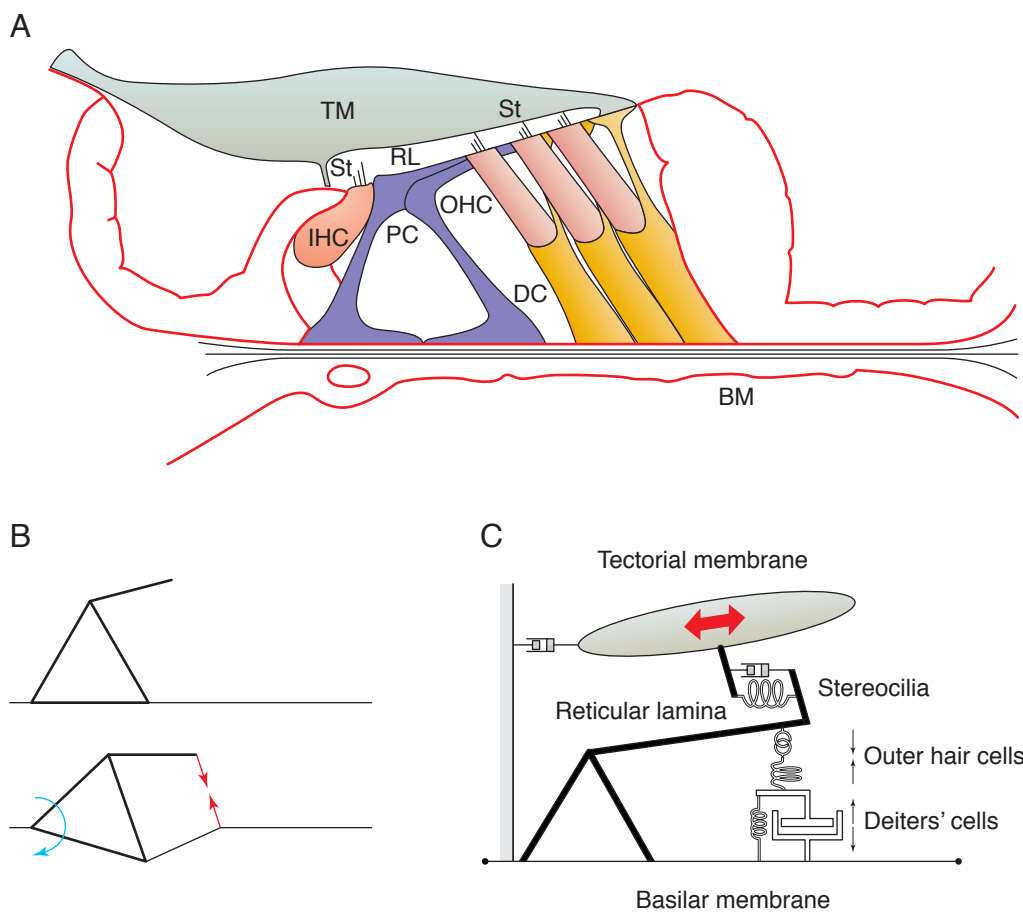 A
TM
St
St
RL
OHC
IHC
PC
DC
BM
B
C
Tectorial membrane
Stereocilia
Reticular lamina
Outer hair cells
Deiters’ cells
Basilar membrane